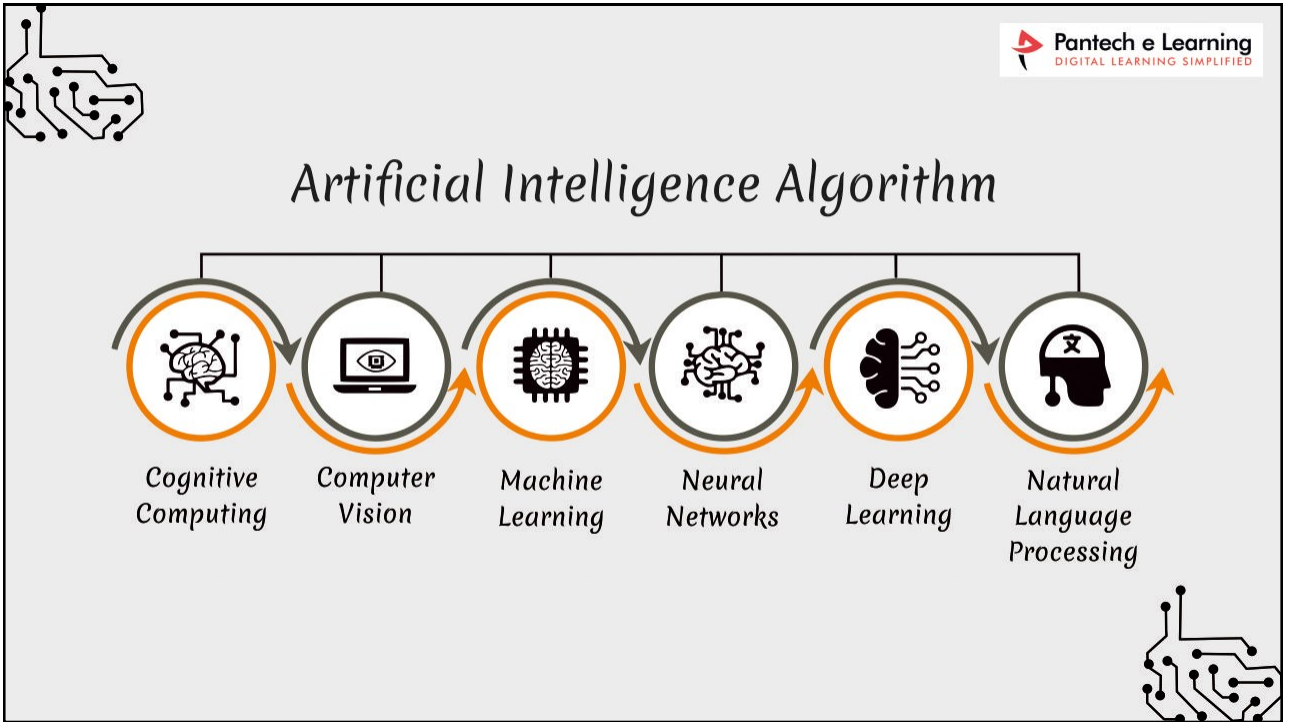 Pantech e Learning
DIGITAL LEARNING SIMPLIFIED
Artificial Intelligence Algorithm
文
Cognitive
Computing
Computer
Vision
Machine
Learning
Neural
Networks
Deep
Learning
Natural
Language
Processing